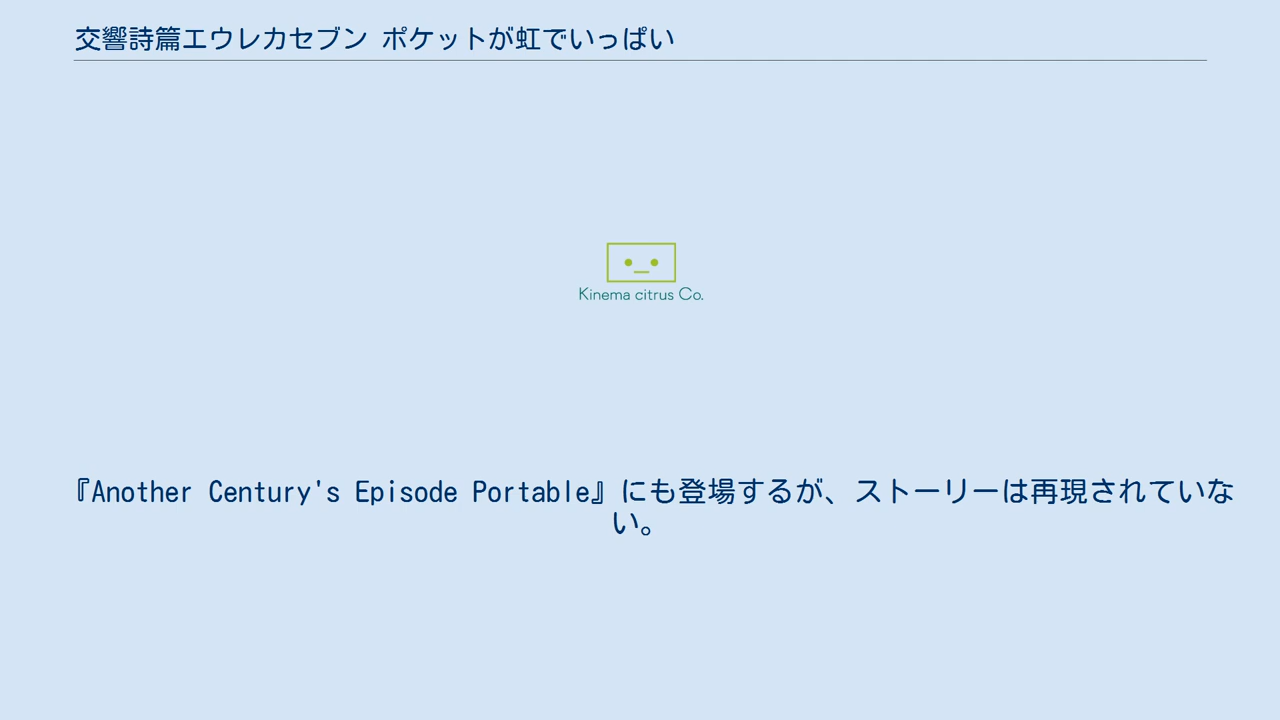 交響詩篇エウレカセブン ポケットが虹でいっぱい
Kinema citrus Co.
『Another Century's Episode Portable』にも登場するが、ストーリーは再現されていな
い。